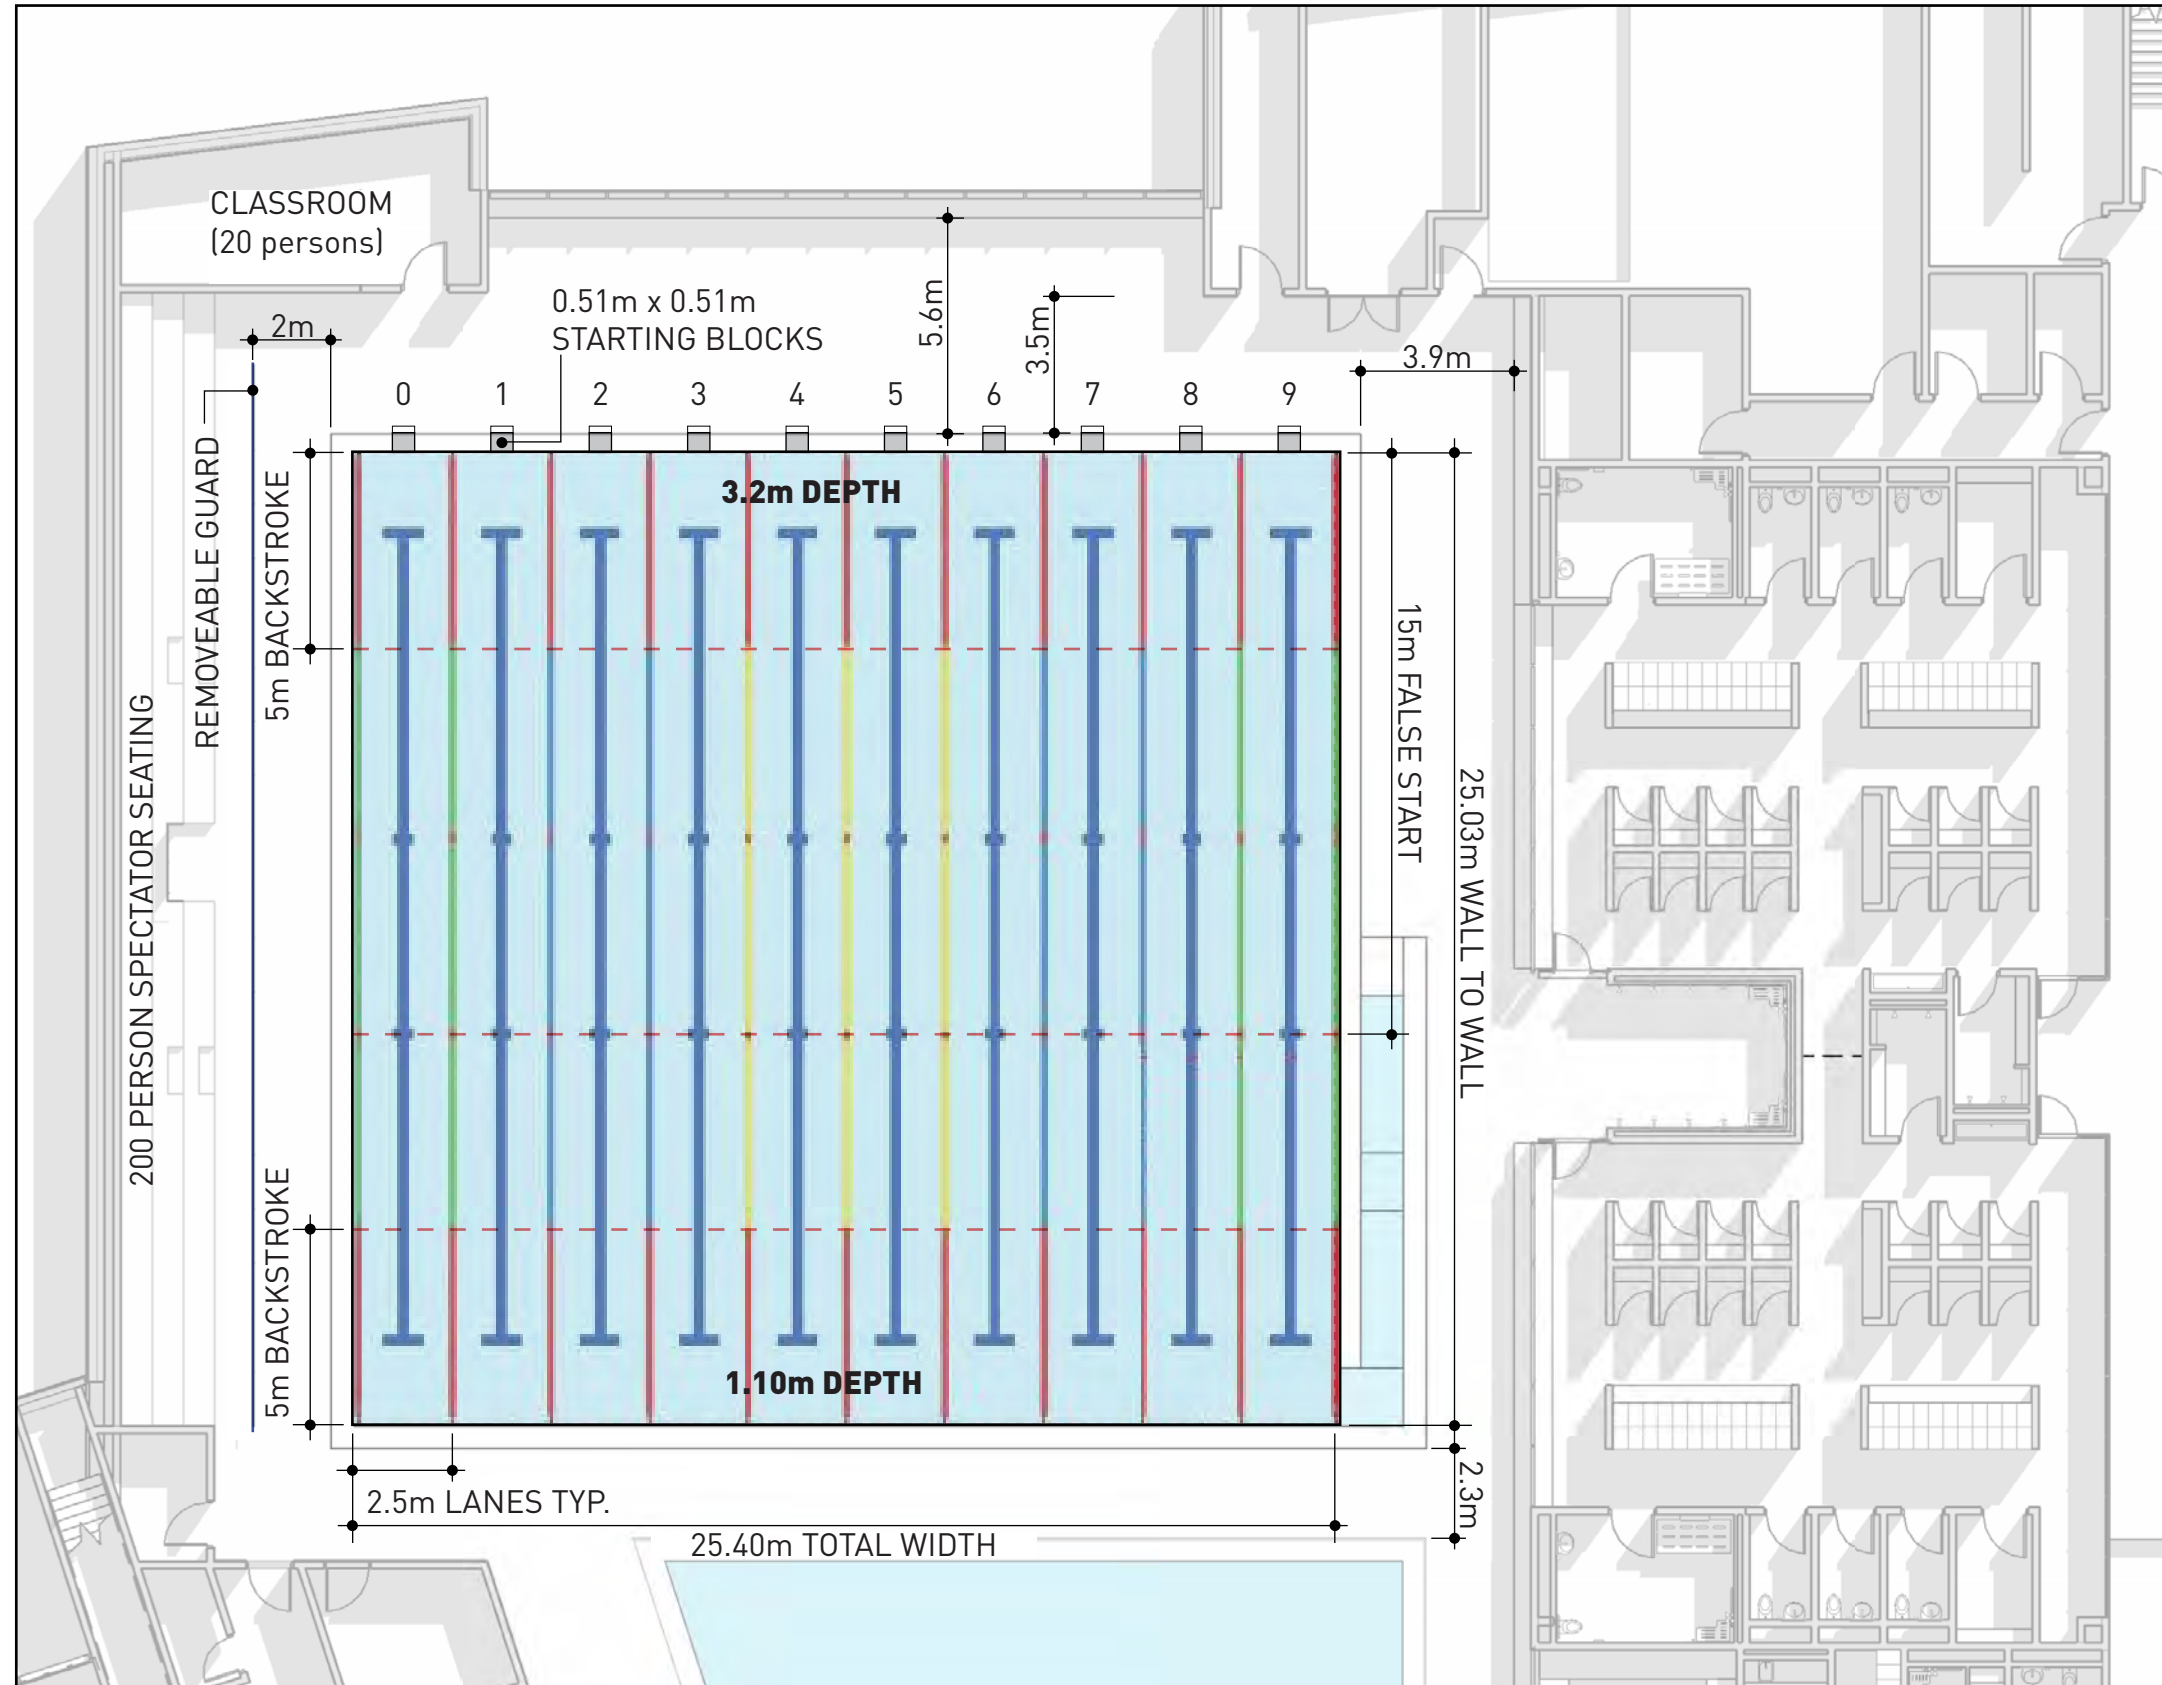 CLASSROOM
(20 persons)
0.51m x 0.51m
STARTING BLOCKS
5.6m
3.5m
2m
3.9m
0 1 2 3 4 5 6 7 8 9
REMOVEABLE GUARD
5m BACKSTROKE
3.2m DEPTH
15m FALSE START
25.03m WALL TO WALL
200 PERSON SPECTATOR SEATING
5m BACKSTROKE
1.10m DEPTH
2.5m LANES TYP.
2.3m
25.40m TOTAL WIDTH